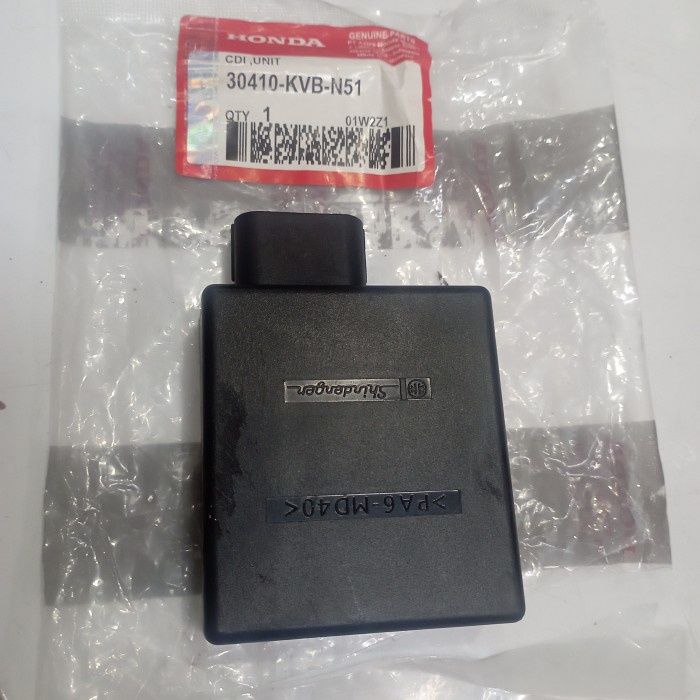 HONDA
GENUINE PARTS
CDI ,UNIT
30410-KVB-N51
QTY 1
01W2Z1
Shindengen
>PA6-MD40<